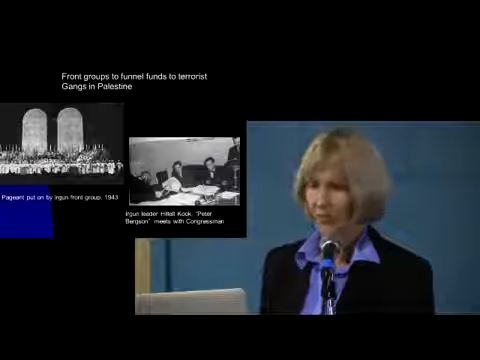 Front groups to funnel funds to terrorist
Gangs in Palestine
Pageant put on by Irgun front group, 1943
Irgun leader Hillell Kook, "Peter
Bergson" meets with Congressman